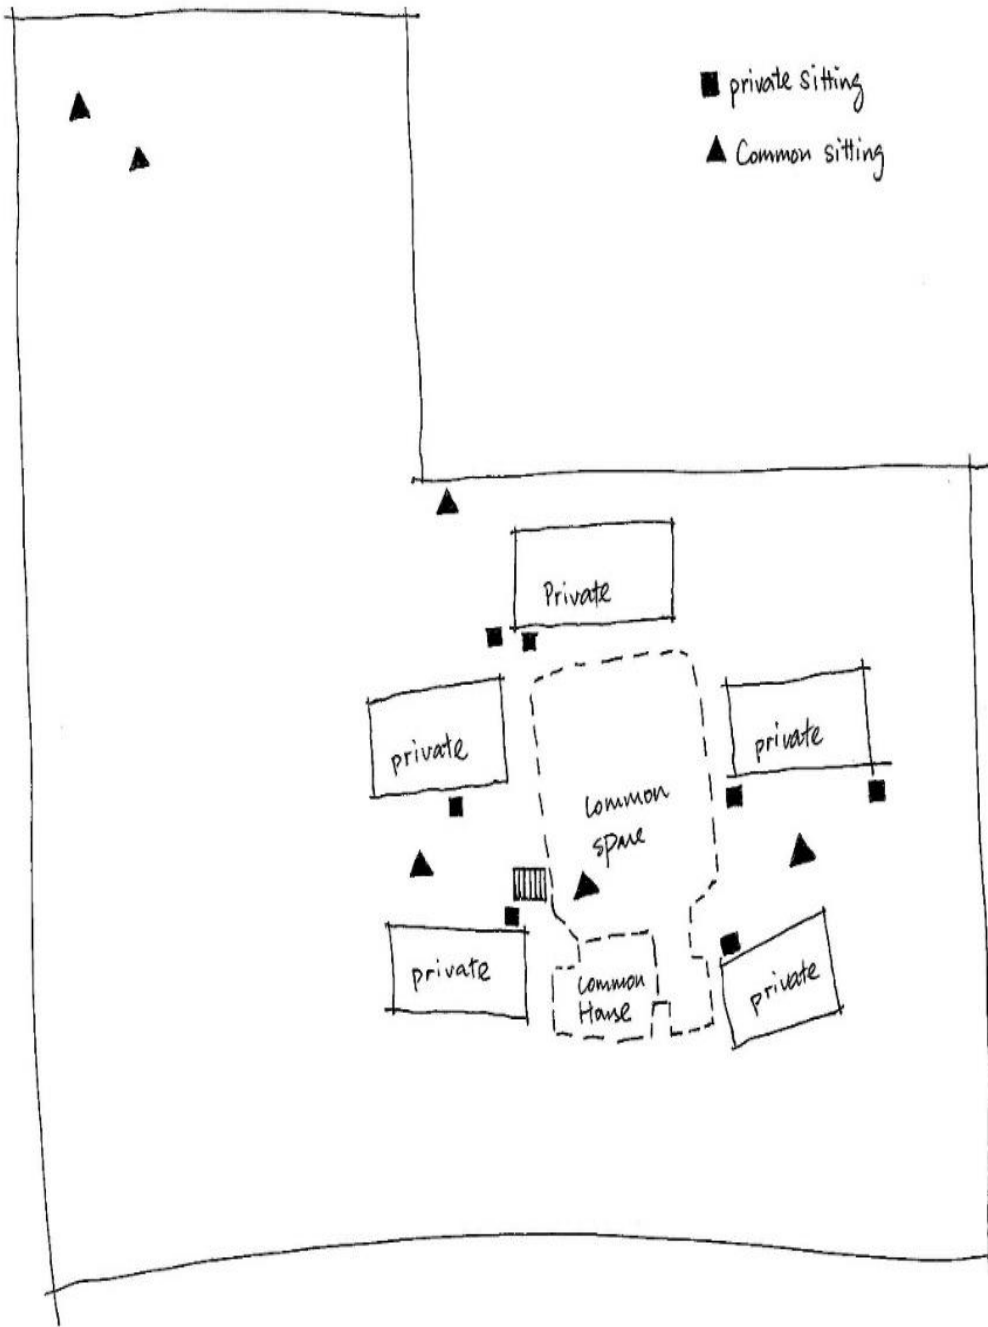 private sitting
Common sitting
Private
private
private
Common
space
private
Common
House
private